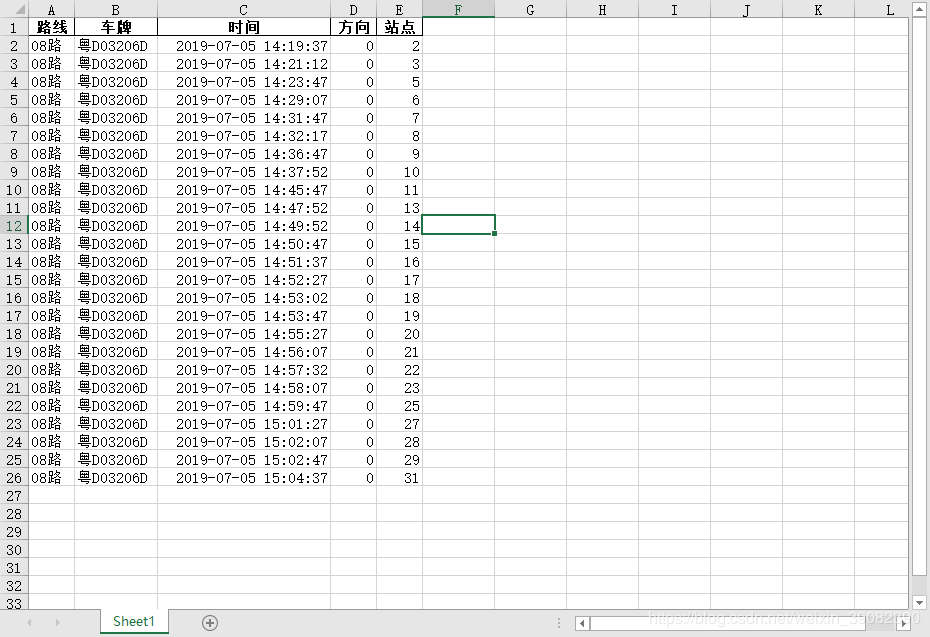 A B C D E F G H I J K L
1 路线 车牌 时间 方向 站点
2 08路 粤D03206D 2019-07-05 14:19:37 0 2
3 08路 粤D03206D 2019-07-05 14:21:12 0 3
4 08路 粤D03206D 2019-07-05 14:23:47 0 5
5 08路 粤D03206D 2019-07-05 14:29:07 0 6
6 08路 粤D03206D 2019-07-05 14:31:47 0 7
7 08路 粤D03206D 2019-07-05 14:32:17 0 8
8 08路 粤D03206D 2019-07-05 14:36:47 0 9
9 08路 粤D03206D 2019-07-05 14:37:52 0 10
10 08路 粤D03206D 2019-07-05 14:45:47 0 11
11 08路 粤D03206D 2019-07-05 14:47:52 0 13
12 08路 粤D03206D 2019-07-05 14:49:52 0 14
13 08路 粤D03206D 2019-07-05 14:50:47 0 15
14 08路 粤D03206D 2019-07-05 14:51:37 0 16
15 08路 粤D03206D 2019-07-05 14:52:27 0 17
16 08路 粤D03206D 2019-07-05 14:53:02 0 18
17 08路 粤D03206D 2019-07-05 14:53:47 0 19
18 08路 粤D03206D 2019-07-05 14:55:27 0 20
19 08路 粤D03206D 2019-07-05 14:56:07 0 21
20 08路 粤D03206D 2019-07-05 14:57:32 0 22
21 08路 粤D03206D 2019-07-05 14:58:07 0 23
22 08路 粤D03206D 2019-07-05 14:59:47 0 25
23 08路 粤D03206D 2019-07-05 15:01:27 0 27
24 08路 粤D03206D 2019-07-05 15:02:07 0 28
25 08路 粤D03206D 2019-07-05 15:02:47 0 29
26 08路 粤D03206D 2019-07-05 15:04:37 0 31
27
28
29
30
31
32
33
Sheet1